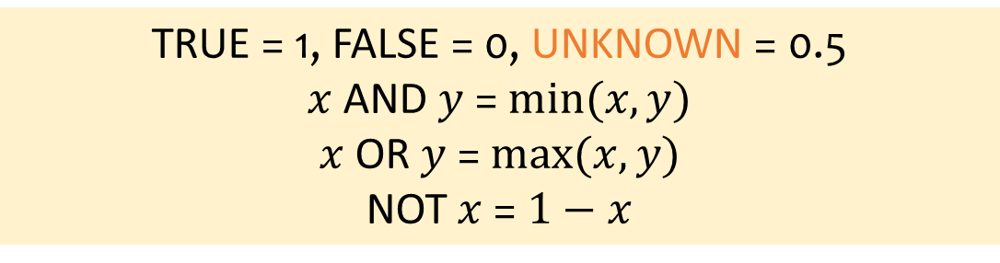 TRUE = 1, FALSE = 0, UNKNOWN = 0.5
x AND y = min(x, y)
x OR y = max(x, y)
NOT x = 1 − x